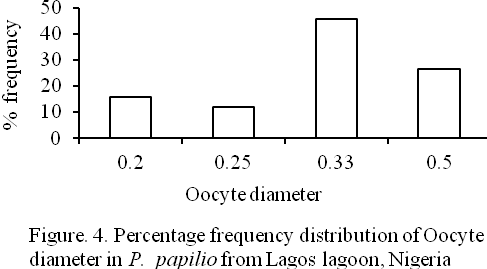 50
40
30
20
10
0
% frequency
0.2 0.25 0.33 0.5
Oocyte diameter
Figure. 4. Percentage frequency distribution of Oocyte
diameter in P. papilio from Lagos lagoon, Nigeria